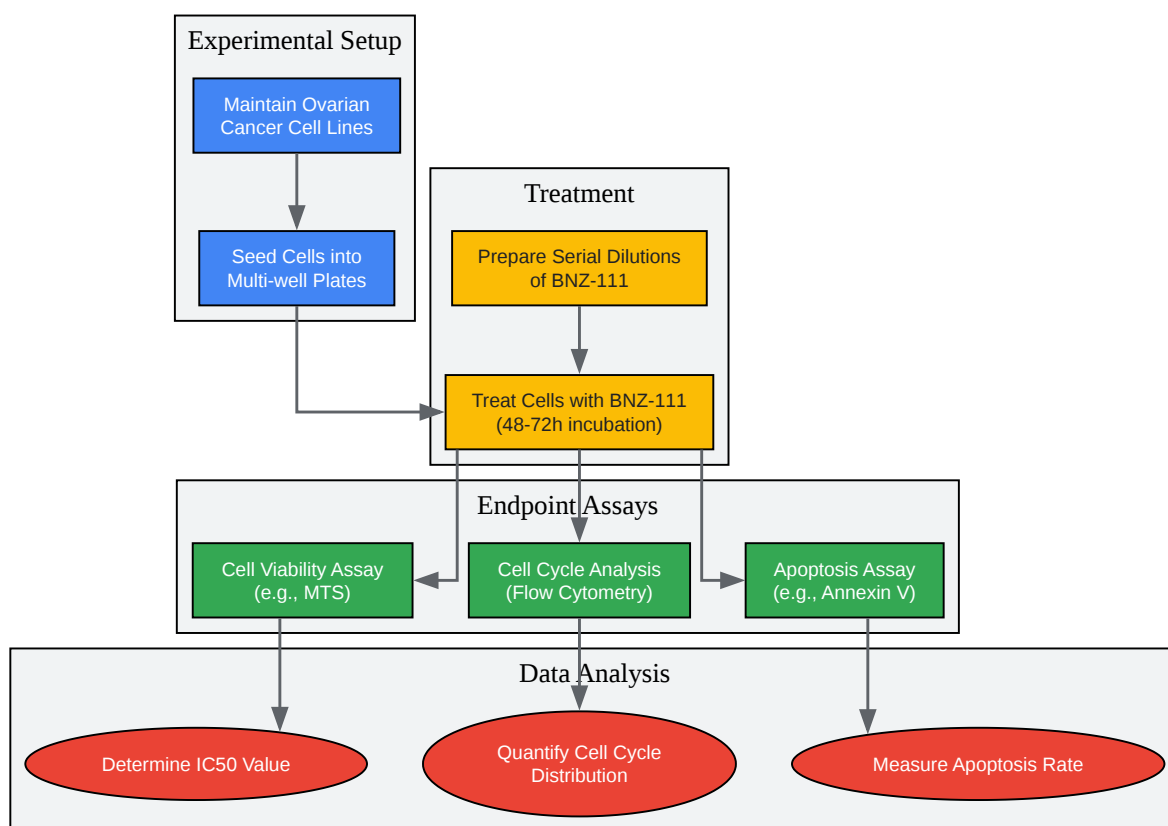 Experimental Setup
Maintain Ovarian
Cancer Cell Lines
Seed Cells into
Multi-well Plates
Treatment
Prepare Serial Dilutions
of BNZ-111
Treat Cells with BNZ-111
(48-72h incubation)
Endpoint Assays
Cell Viability Assay
(e.g., MTS)
Cell Cycle Analysis
(Flow Cytometry)
Apoptosis Assay
(e.g., Annexin V)
Data Analysis
Determine IC50 Value
Quantify Cell Cycle
Distribution
Measure Apoptosis Rate